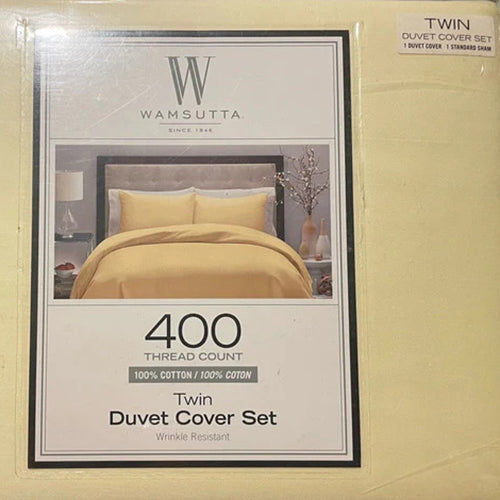 TWIN
DUVET COVER SET
1 DUVET COVER 1 STANDARD SHAM
W
WAMSUTTA
SINCE 1846
400
THREAD COUNT
100% COTTON / 100% COTON
Twin
Duvet Cover Set
Wrinkle Resistant